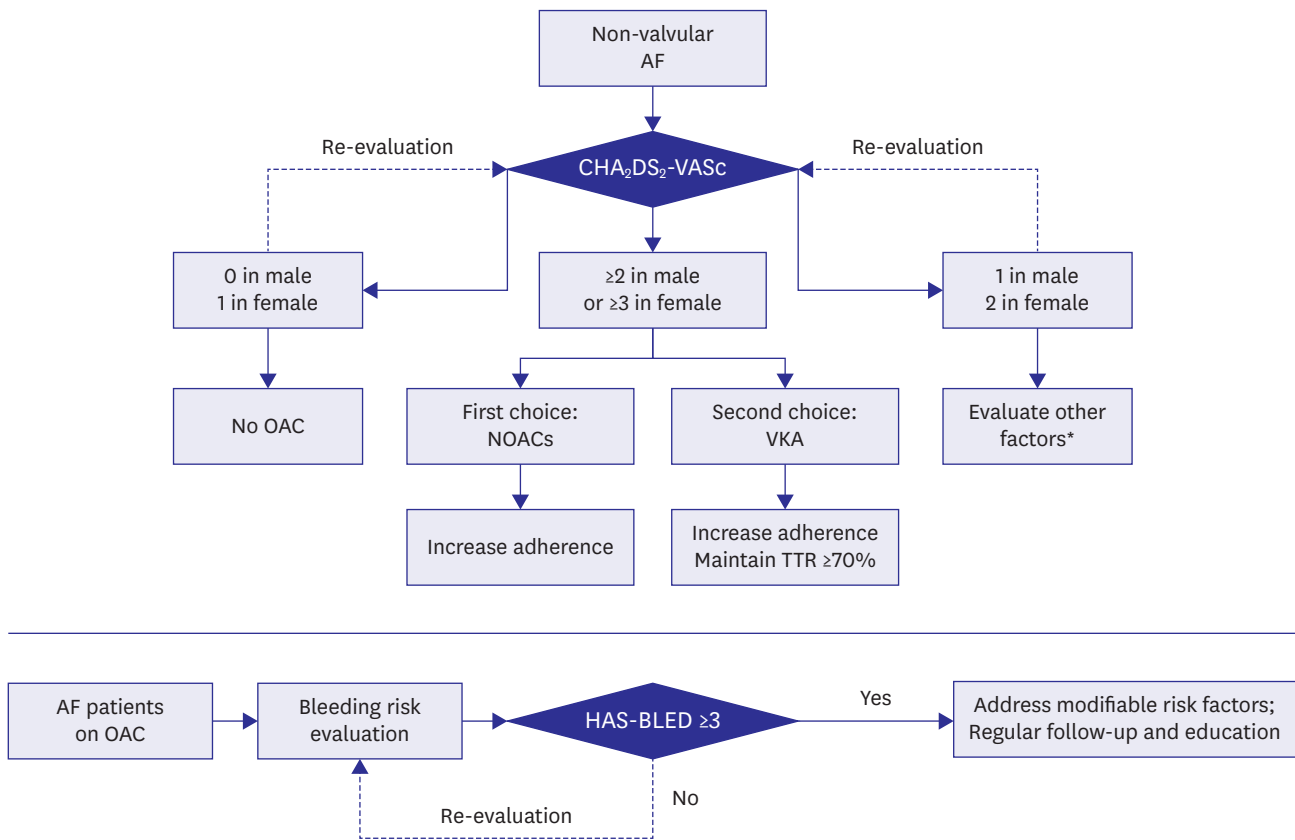 Non-valvular
AF
Re-evaluation
Re-evaluation
CHA₂DS₂-VASc
0 in male
1 in female
≥2 in male
or ≥3 in female
1 in male
2 in female
No OAC
First choice:
NOACs
Second choice:
VKA
Evaluate other
factors*
Increase adherence
Increase adherence
Maintain TTR ≥70%
AF patients
on OAC
Bleeding risk
evaluation
HAS-BLED ≥3
Yes
Address modifiable risk factors;
Regular follow-up and education
No
Re-evaluation